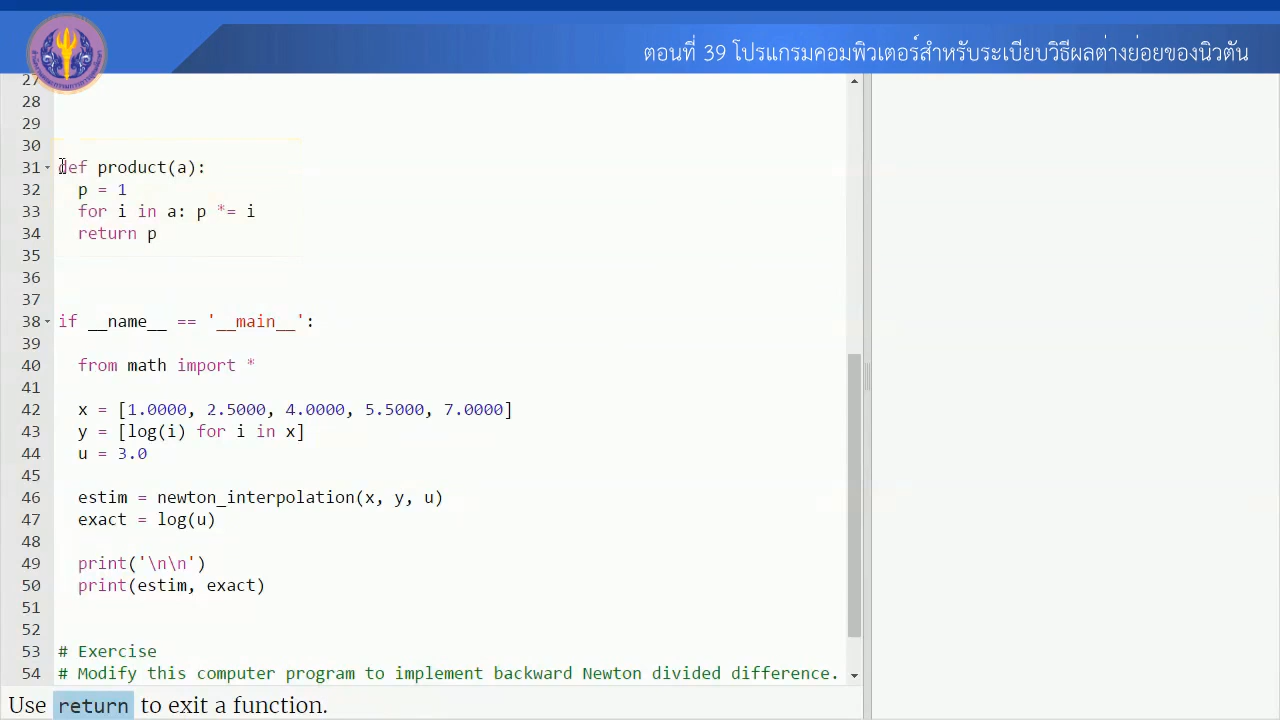 ตอนที่ 39 โปรแกรมคอมพิวเตอร์สำหรับระเบียบวิธีผลต่างย่อยของนิวตัน
27
28
29
30
31 def product(a):
32 p = 1
33 for i in a: p *= i
34 return p
35
36
37
38 if __name__ == '__main__':
39
40 from math import *
41
42 x = [1.0000, 2.5000, 4.0000, 5.5000, 7.0000]
43 y = [log(i) for i in x]
44 u = 3.0
45
46 estim = newton_interpolation(x, y, u)
47 exact = log(u)
48
49 print('\n\n')
50 print(estim, exact)
51
52
53 # Exercise
54 # Modify this computer program to implement backward Newton divided difference.
Use return to exit a function.